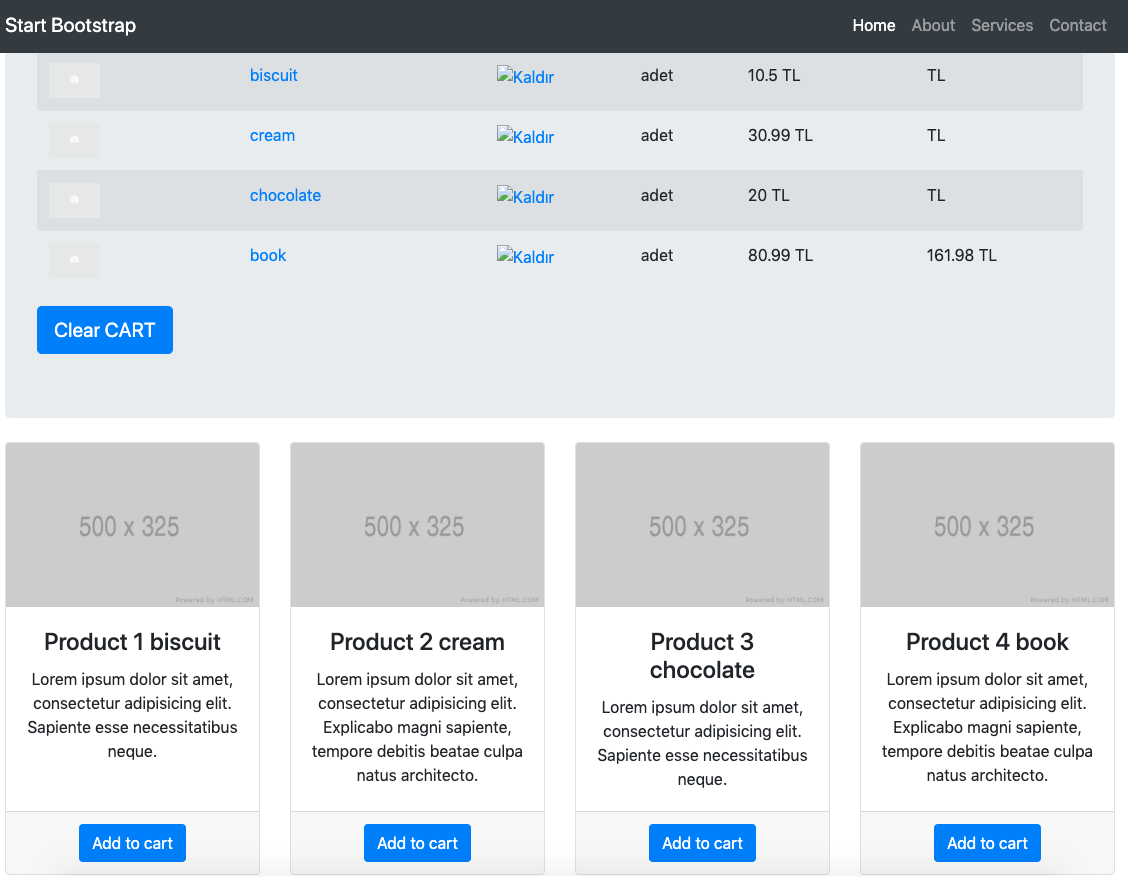 Start Bootstrap Home About Services Contact
biscuit Kaldır adet 10.5 TL TL
cream Kaldır adet 30.99 TL TL
chocolate Kaldır adet 20 TL TL
book Kaldır adet 80.99 TL 161.98 TL
Clear CART
500 x 325
Powered by HTML.COM
Product 1 biscuit
Lorem ipsum dolor sit amet,
consectetur adipisicing elit.
Sapiente esse necessitatibus
neque.
Add to cart
500 x 325
Powered by HTML.COM
Product 2 cream
Lorem ipsum dolor sit amet,
consectetur adipisicing elit.
Explicabo magni sapiente,
tempore debitis beatae culpa
natus architecto.
Add to cart
500 x 325
Powered by HTML.COM
Product 3
chocolate
Lorem ipsum dolor sit amet,
consectetur adipisicing elit.
Sapiente esse necessitatibus
neque.
Add to cart
500 x 325
Powered by HTML.COM
Product 4 book
Lorem ipsum dolor sit amet,
consectetur adipisicing elit.
Explicabo magni sapiente,
tempore debitis beatae culpa
natus architecto.
Add to cart